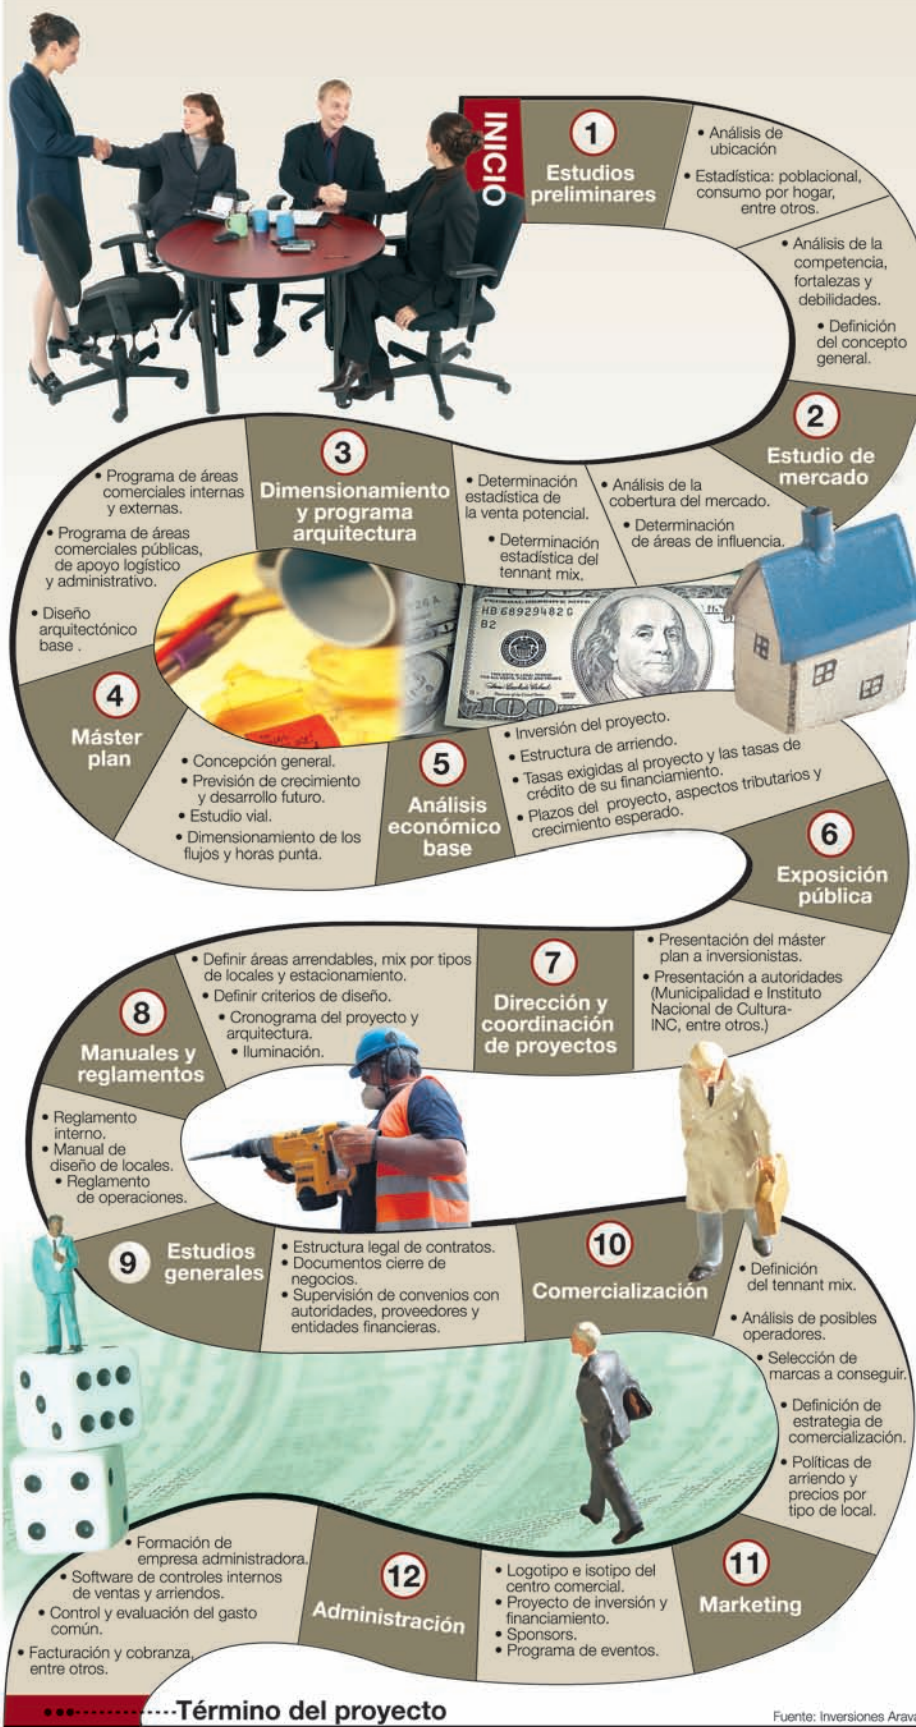 INICIO
1
Estudios
preliminares
• Análisis de
ubicación
• Estadística: poblacional,
consumo por hogar,
entre otros.
• Análisis de la
competencia,
fortalezas y
debilidades.
• Definición
del concepto
general.
2
Estudio de
mercado
• Análisis de la
cobertura del mercado.
• Determinación
de áreas de influencia.
• Determinación
estadística de
la venta potencial.
• Determinación
estadística del
tennant mix.
3
Dimensionamiento
y programa
arquitectura
• Programa de áreas
comerciales internas
y externas.
• Programa de áreas
comerciales públicas,
de apoyo logístico
y administrativo.
• Diseño
arquitectónico
base .
HB 68929482 G
B2
100
4
Máster
plan
• Concepción general.
• Previsión de crecimiento
y desarrollo futuro.
• Estudio vial.
• Dimensionamiento de los
flujos y horas punta.
5
Análisis
económico
base
• Inversión del proyecto.
• Estructura de arriendo.
• Tasas exigidas al proyecto y las tasas de
crédito de su financiamiento.
• Plazos del proyecto, aspectos tributarios y
crecimiento esperado.
6
Exposición
pública
• Presentación del máster
plan a inversionistas.
• Presentación a autoridades
(Municipalidad e Instituto
Nacional de Cultura-
INC, entre otros.)
7
Dirección y
coordinación
de proyectos
• Definir áreas arrendables, mix por tipos
de locales y estacionamiento.
• Definir criterios de diseño.
• Cronograma del proyecto y
arquitectura.
• Iluminación.
8
Manuales y
reglamentos
• Reglamento
interno.
• Manual de
diseño de locales.
• Reglamento
de operaciones.
9
Estudios
generales
• Estructura legal de contratos.
• Documentos cierre de
negocios.
• Supervisión de convenios con
autoridades, proveedores y
entidades financieras.
10
Comercialización
• Definición
del tennant mix.
• Análisis de posibles
operadores.
• Selección de
marcas a conseguir.
• Definición de
estrategia de
comercialización.
• Políticas de
arriendo y
precios por
tipo de local.
11
Marketing
• Logotipo e isotipo del
centro comercial.
• Proyecto de inversión y
financiamiento.
• Sponsors.
• Programa de eventos.
12
Administración
• Formación de
empresa administradora.
• Software de controles internos
de ventas y arriendos.
• Control y evaluación del gasto
común.
• Facturación y cobranza,
entre otros.
Término del proyecto
Fuente: Inversiones Arava